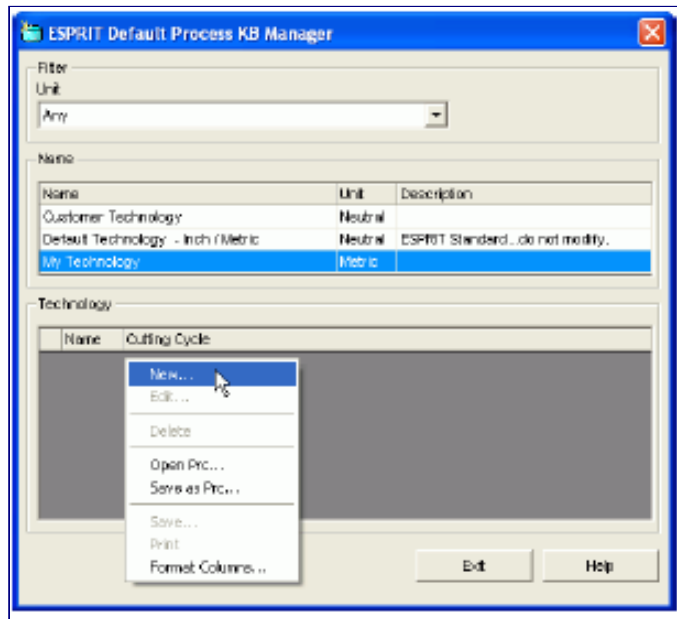 ESPRIT Default Process KB Manager
Filter
Unit
Any
Name
Name Unit Description
Customer Technology Neutral
Default Technology - Inch / Metric Neutral ESPRIT Standard...do not modify.
My Technology Metric
Technology
Name Cutting Cycle
New...
Edit...
Delete
Open Prc...
Save as Prc...
Save...
Print
Format Columns...
Exit Help